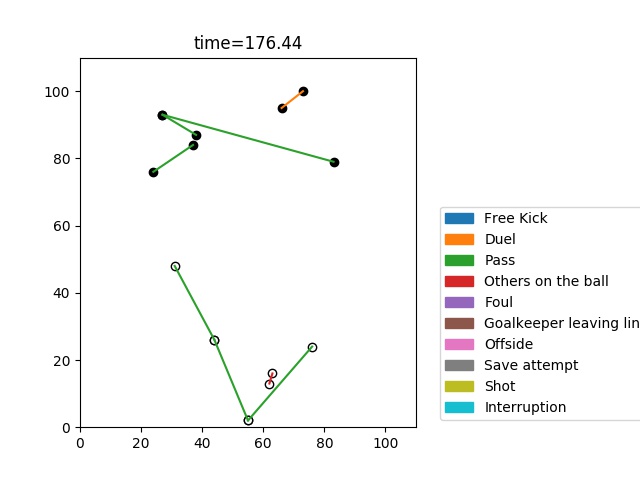 time=176.44
100
80
60
40
20
0
0 20 40 60 80 100
Free Kick
Duel
Pass
Others on the ball
Foul
Goalkeeper leaving lin
Offside
Save attempt
Shot
Interruption